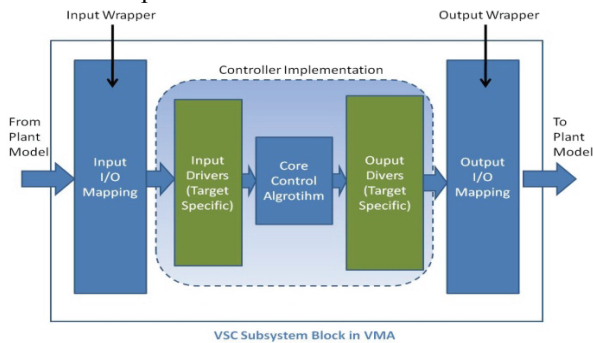 Input Wrapper
Output Wrapper
Controller Implementation
From
Plant
Model
Input
I/O
Mapping
Input
Drivers
(Target
Specific)
Core
Control
Algrotihm
Ouput
Divers
(Target
Specific)
Output
I/O
Mapping
To
Plant
Model
VSC Subsystem Block in VMA